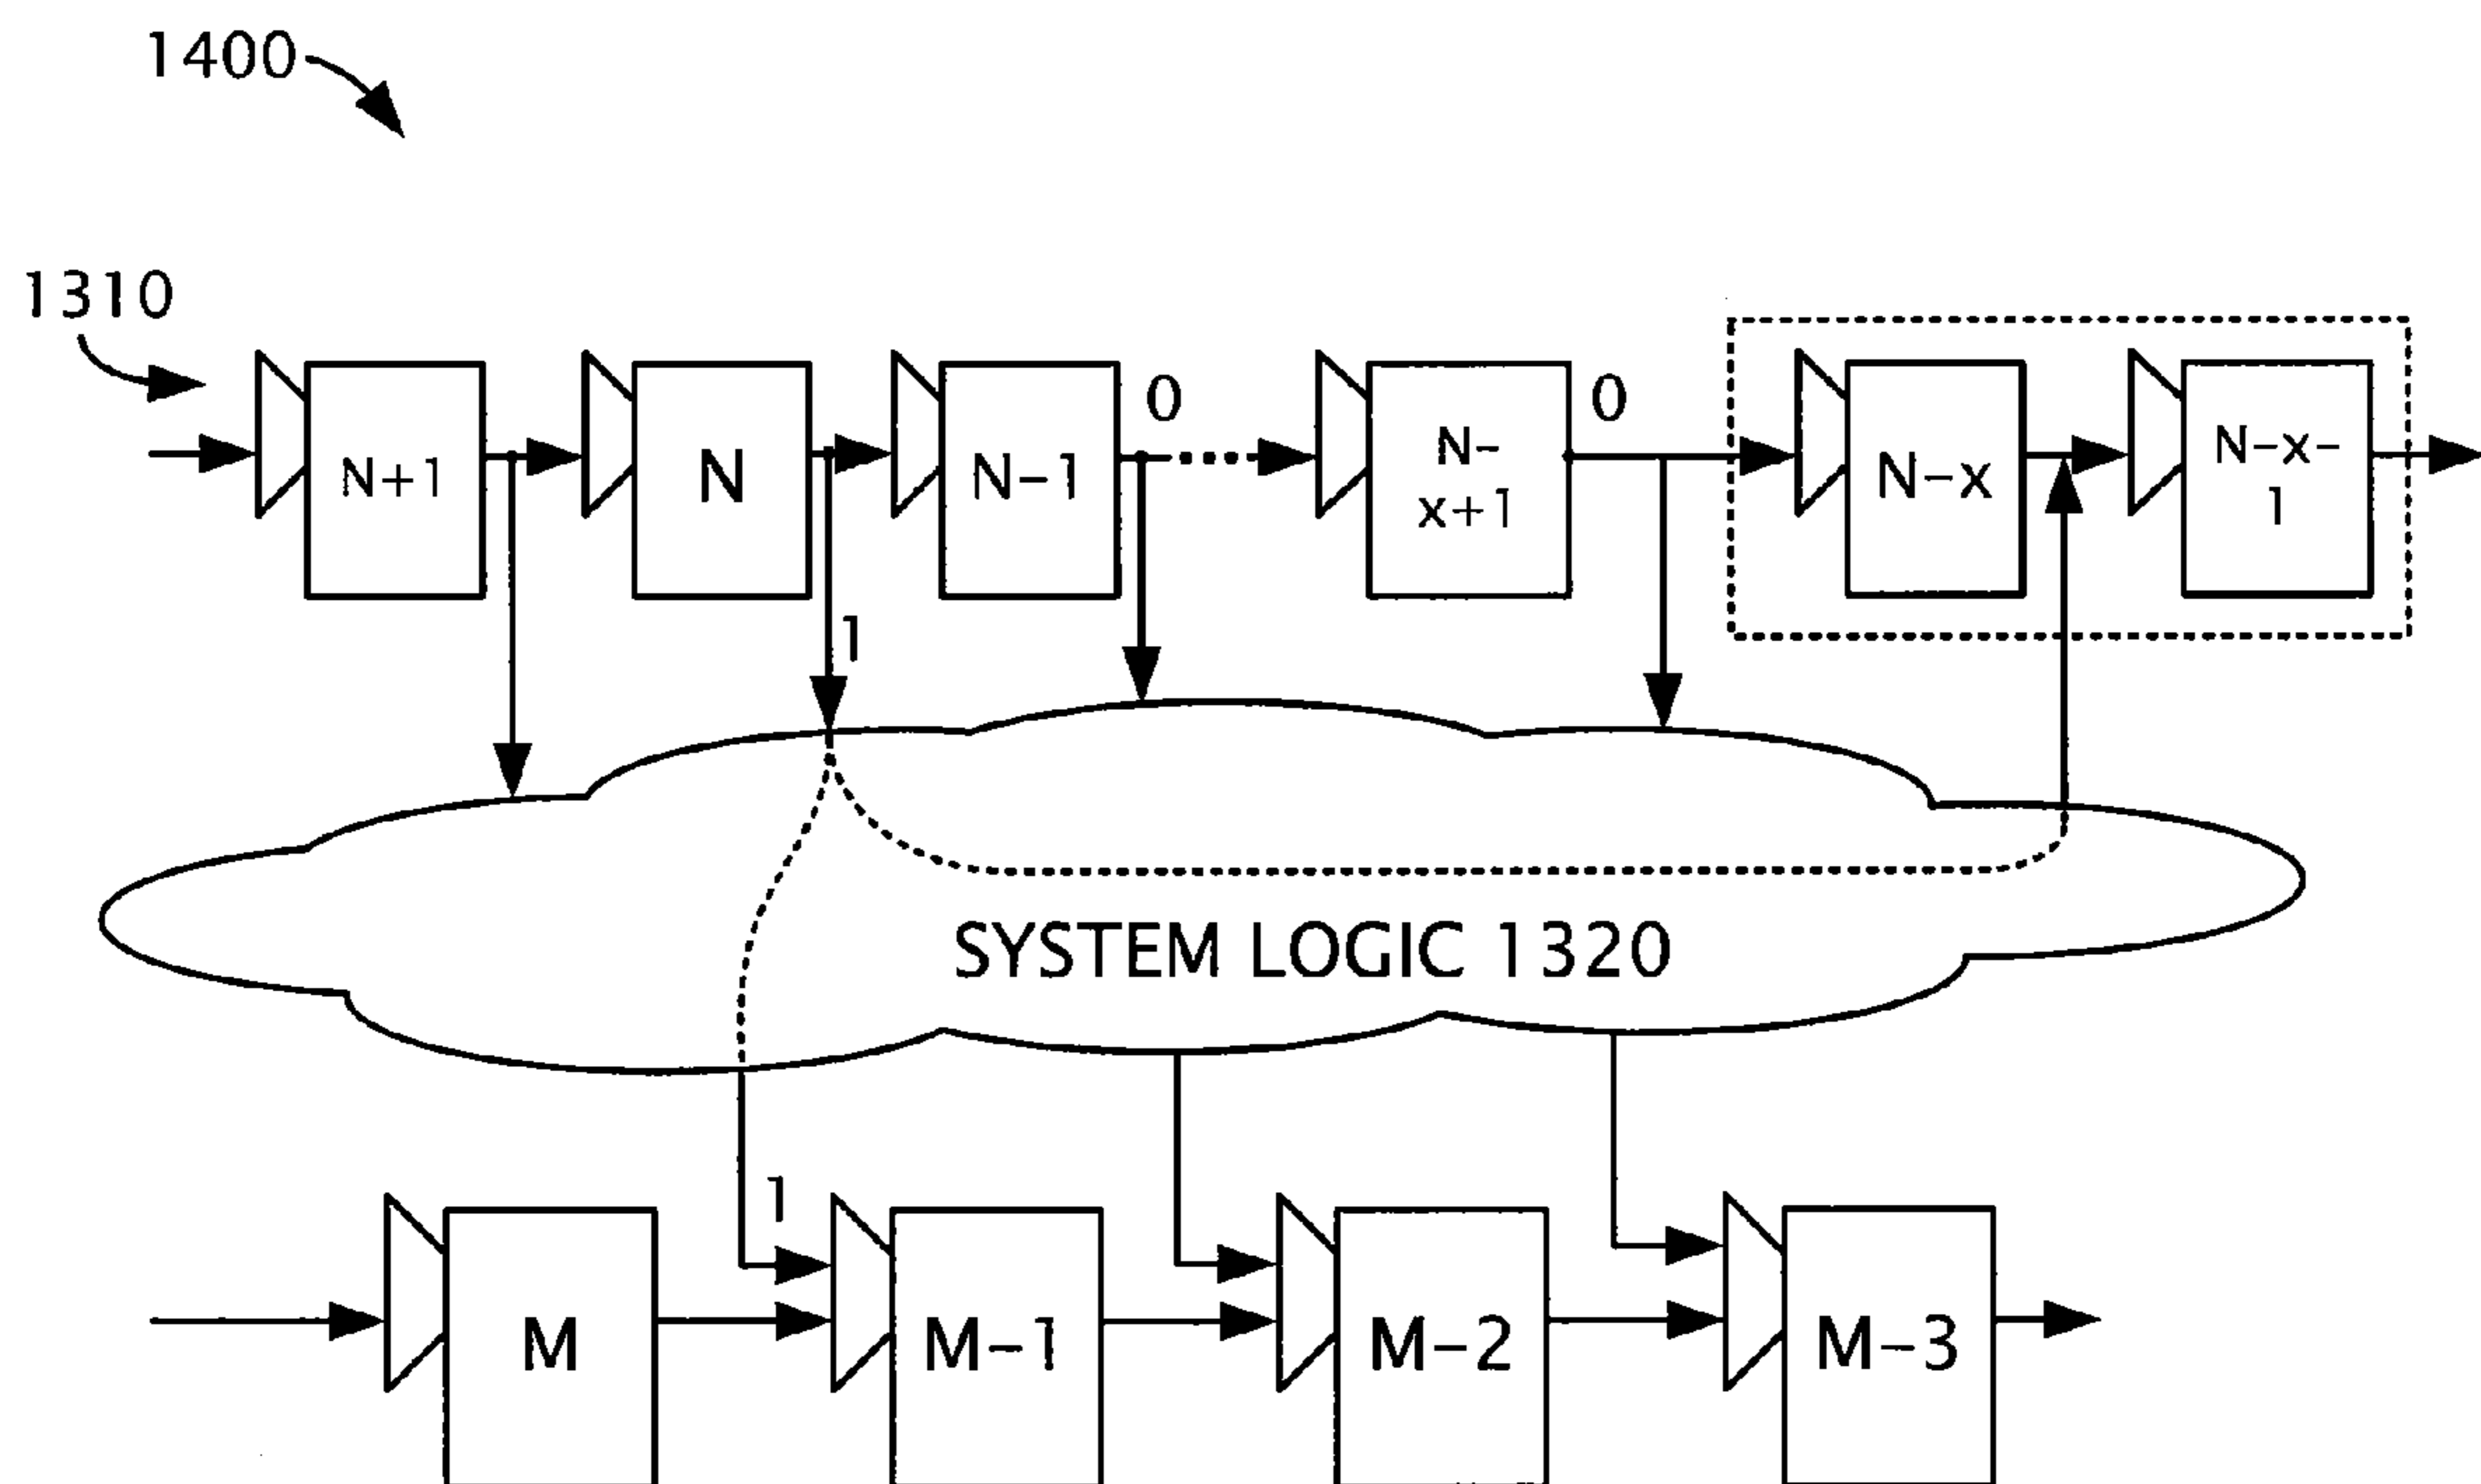 1400
1310
N+1
N
N-1
0
N-
x+1
0
N-x
N-x-
1
1
SYSTEM LOGIC 1320
1
M
M-1
M-2
M-3